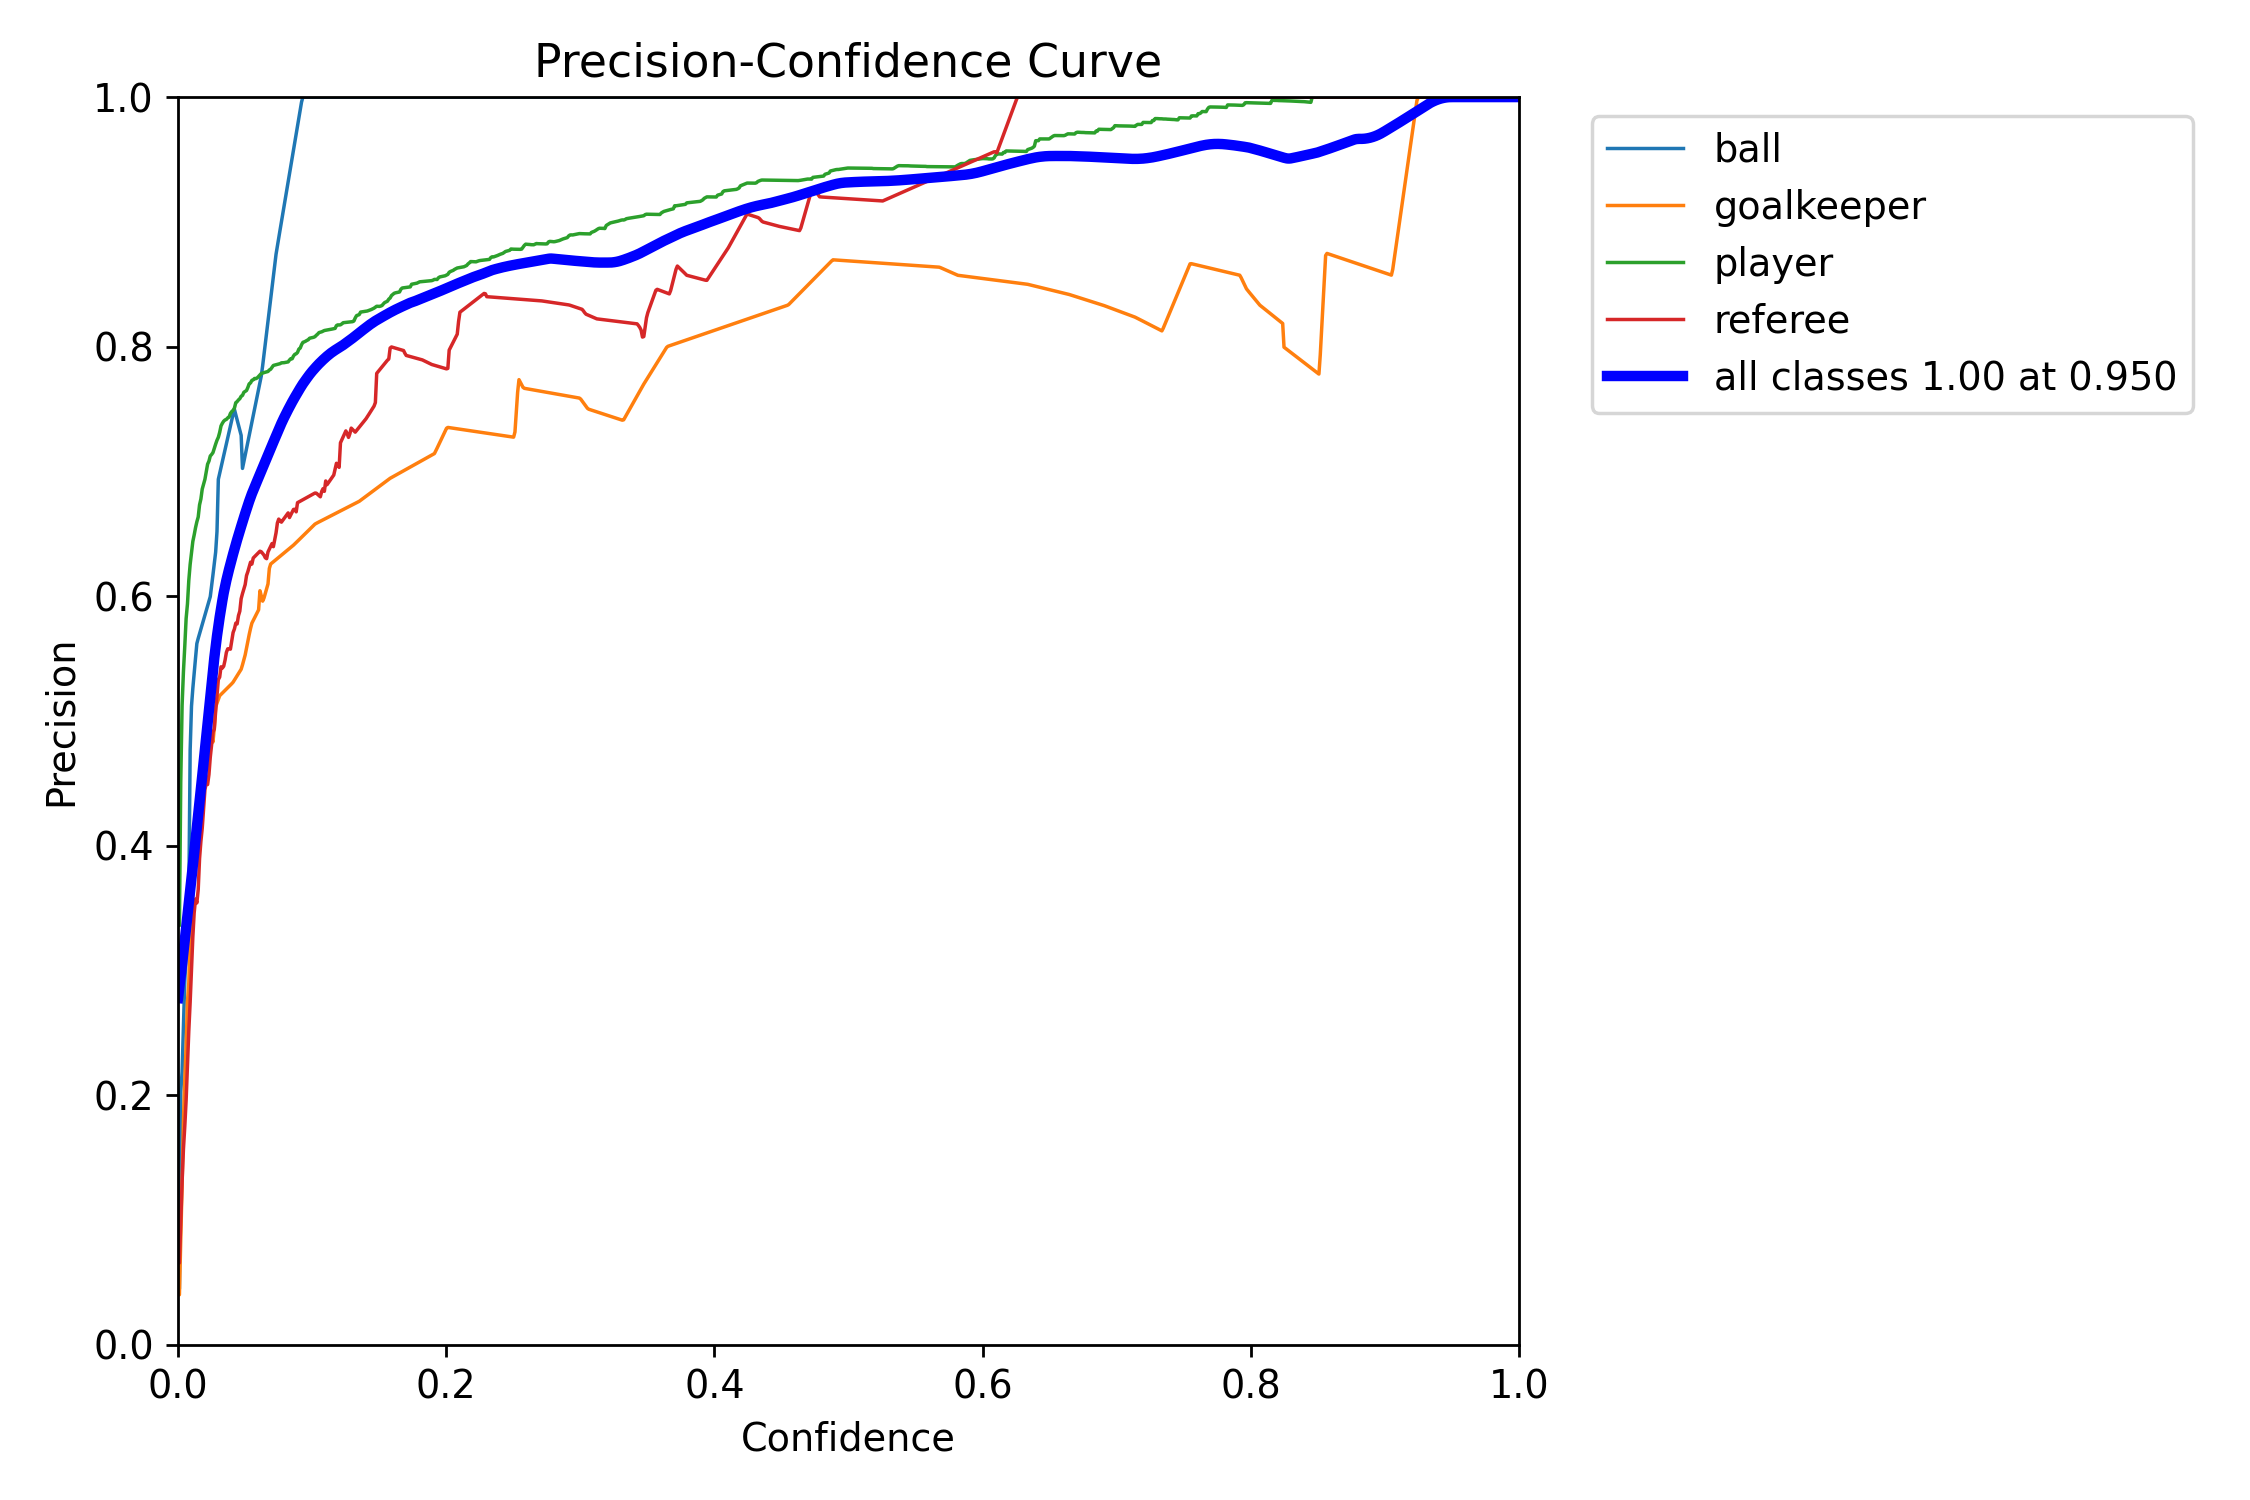 Precision-Confidence Curve
1.0
0.8
0.6
0.4
0.2
0.0
Precision
0.0 0.2 0.4 0.6 0.8 1.0
Confidence
ball
goalkeeper
player
referee
all classes 1.00 at 0.950